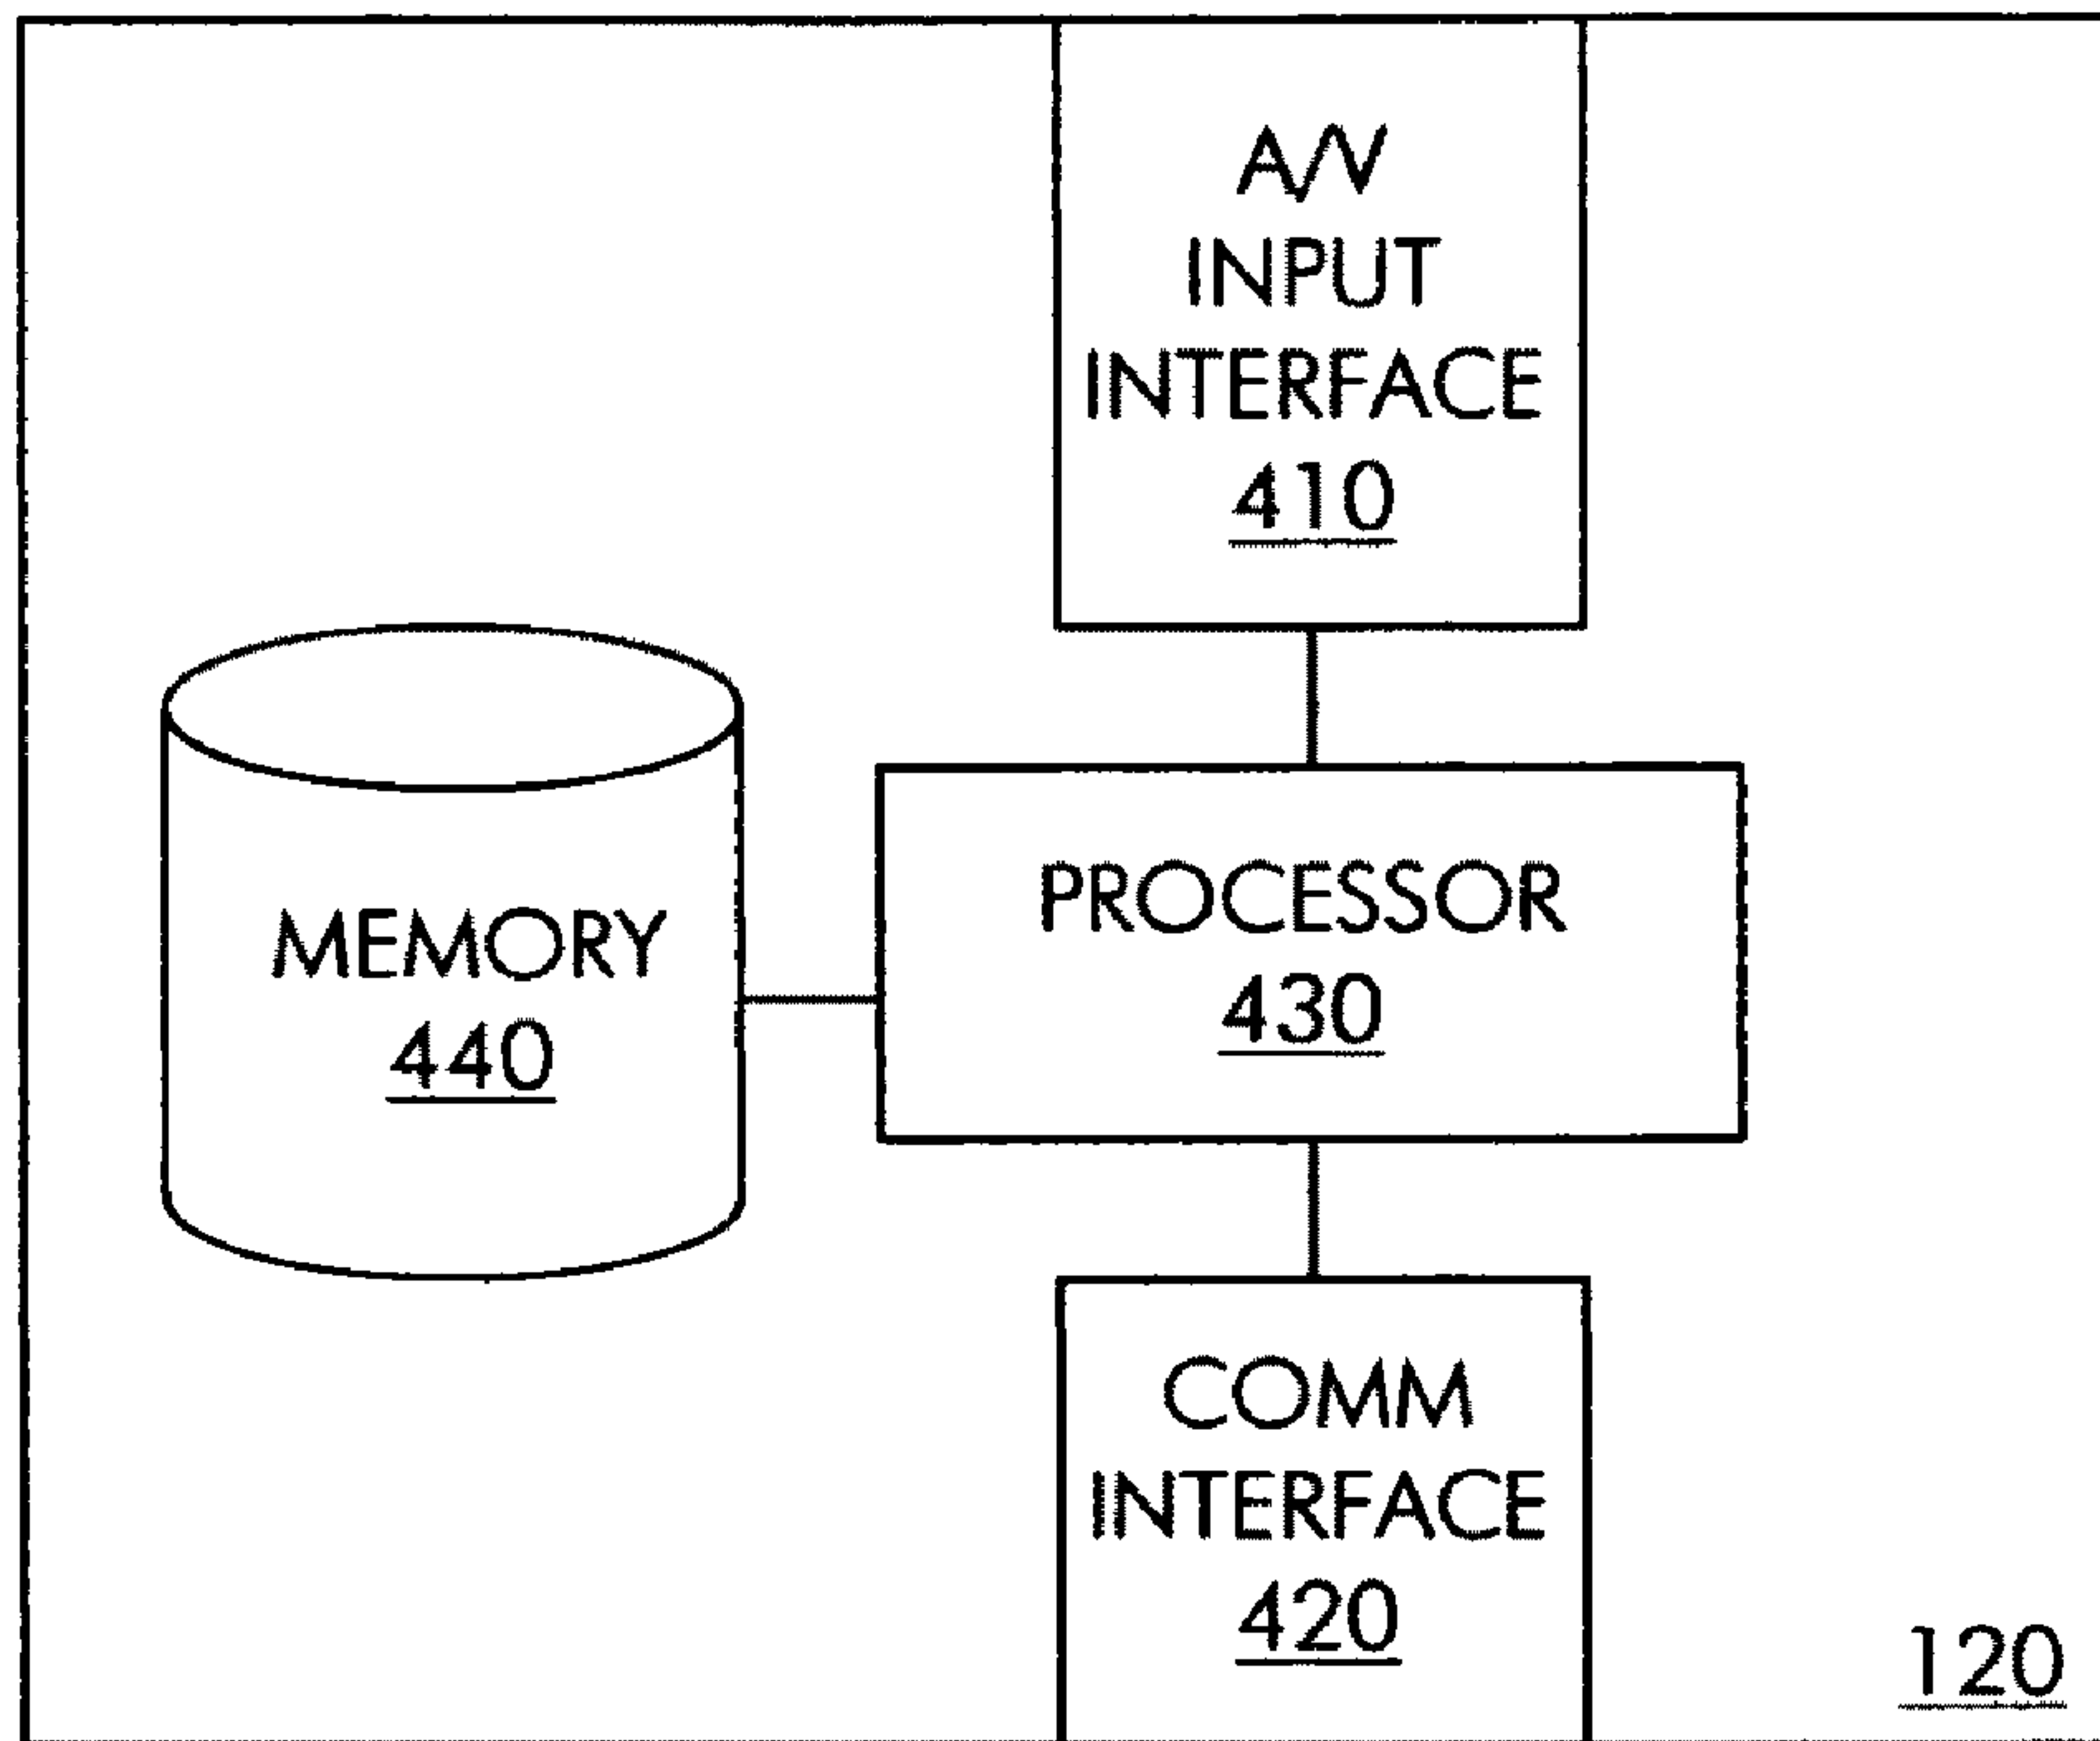 A/V
INPUT
INTERFACE
410
MEMORY
440
PROCESSOR
430
COMM
INTERFACE
420
120